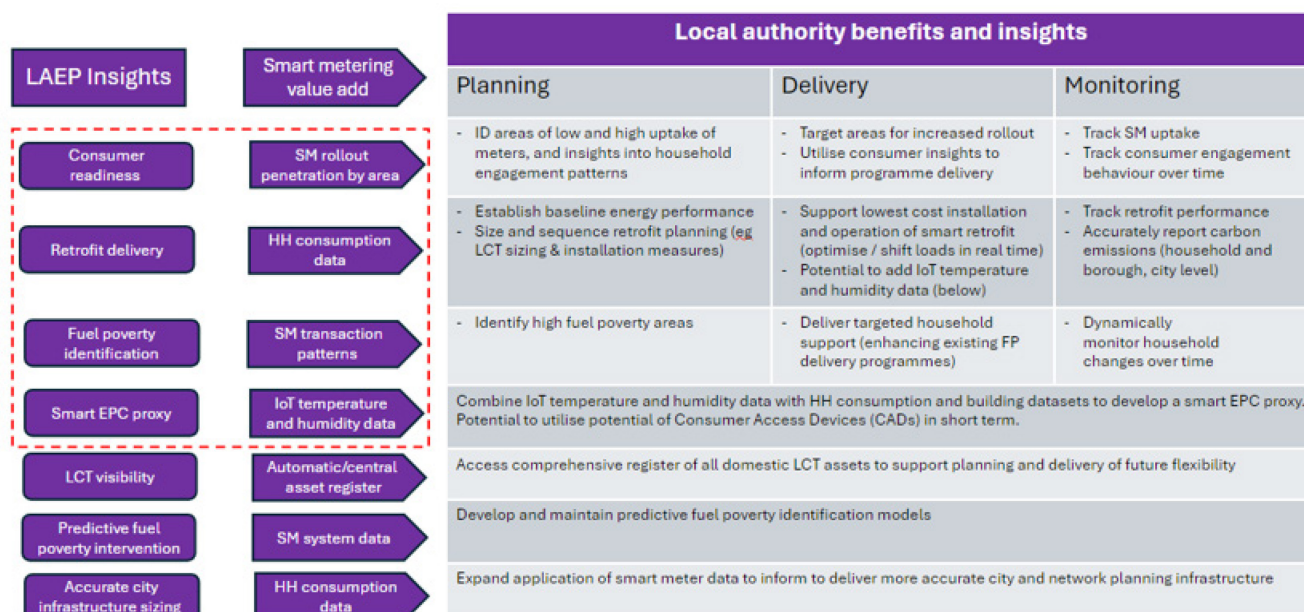 Local authority benefits and insights
LAEP Insights
Smart metering
value add
Planning
Delivery
Monitoring
Consumer
readiness
SM rollout
penetration by area
- ID areas of low and high uptake of
meters, and insights into household
engagement patterns
- Target areas for increased rollout
- Utilise consumer insights to
inform programme delivery
- Track SM uptake
- Track consumer engagement
behaviour over time
Retrofit delivery
HH consumption
data
- Establish baseline energy performance
- Size and sequence retrofit planning (eg
LCT sizing & installation measures)
- Support lowest cost installation
and operation of smart retrofit
(optimise / shift loads in real time)
- Potential to add IoT temperature
and humidity data (below)
- Track retrofit performance
- Accurately report carbon
emissions (household and
borough, city level)
Fuel poverty
identification
SM transaction
patterns
- Identify high fuel poverty areas
- Deliver targeted household
support (enhancing existing FP
delivery programmes)
- Dynamically
monitor household
changes over time
Smart EPC proxy
IoT temperature
and humidity data
Combine IoT temperature and humidity data with HH consumption and building datasets to develop a smart EPC proxy.
Potential to utilise potential of Consumer Access Devices (CADs) in short term.
LCT visibility
Automatic/central
asset register
Access comprehensive register of all domestic LCT assets to support planning and delivery of future flexibility
Predictive fuel
poverty intervention
SM system data
Develop and maintain predictive fuel poverty identification models
Accurate city
infrastructure sizing
HH consumption
data
Expand application of smart meter data to inform to deliver more accurate city and network planning infrastructure